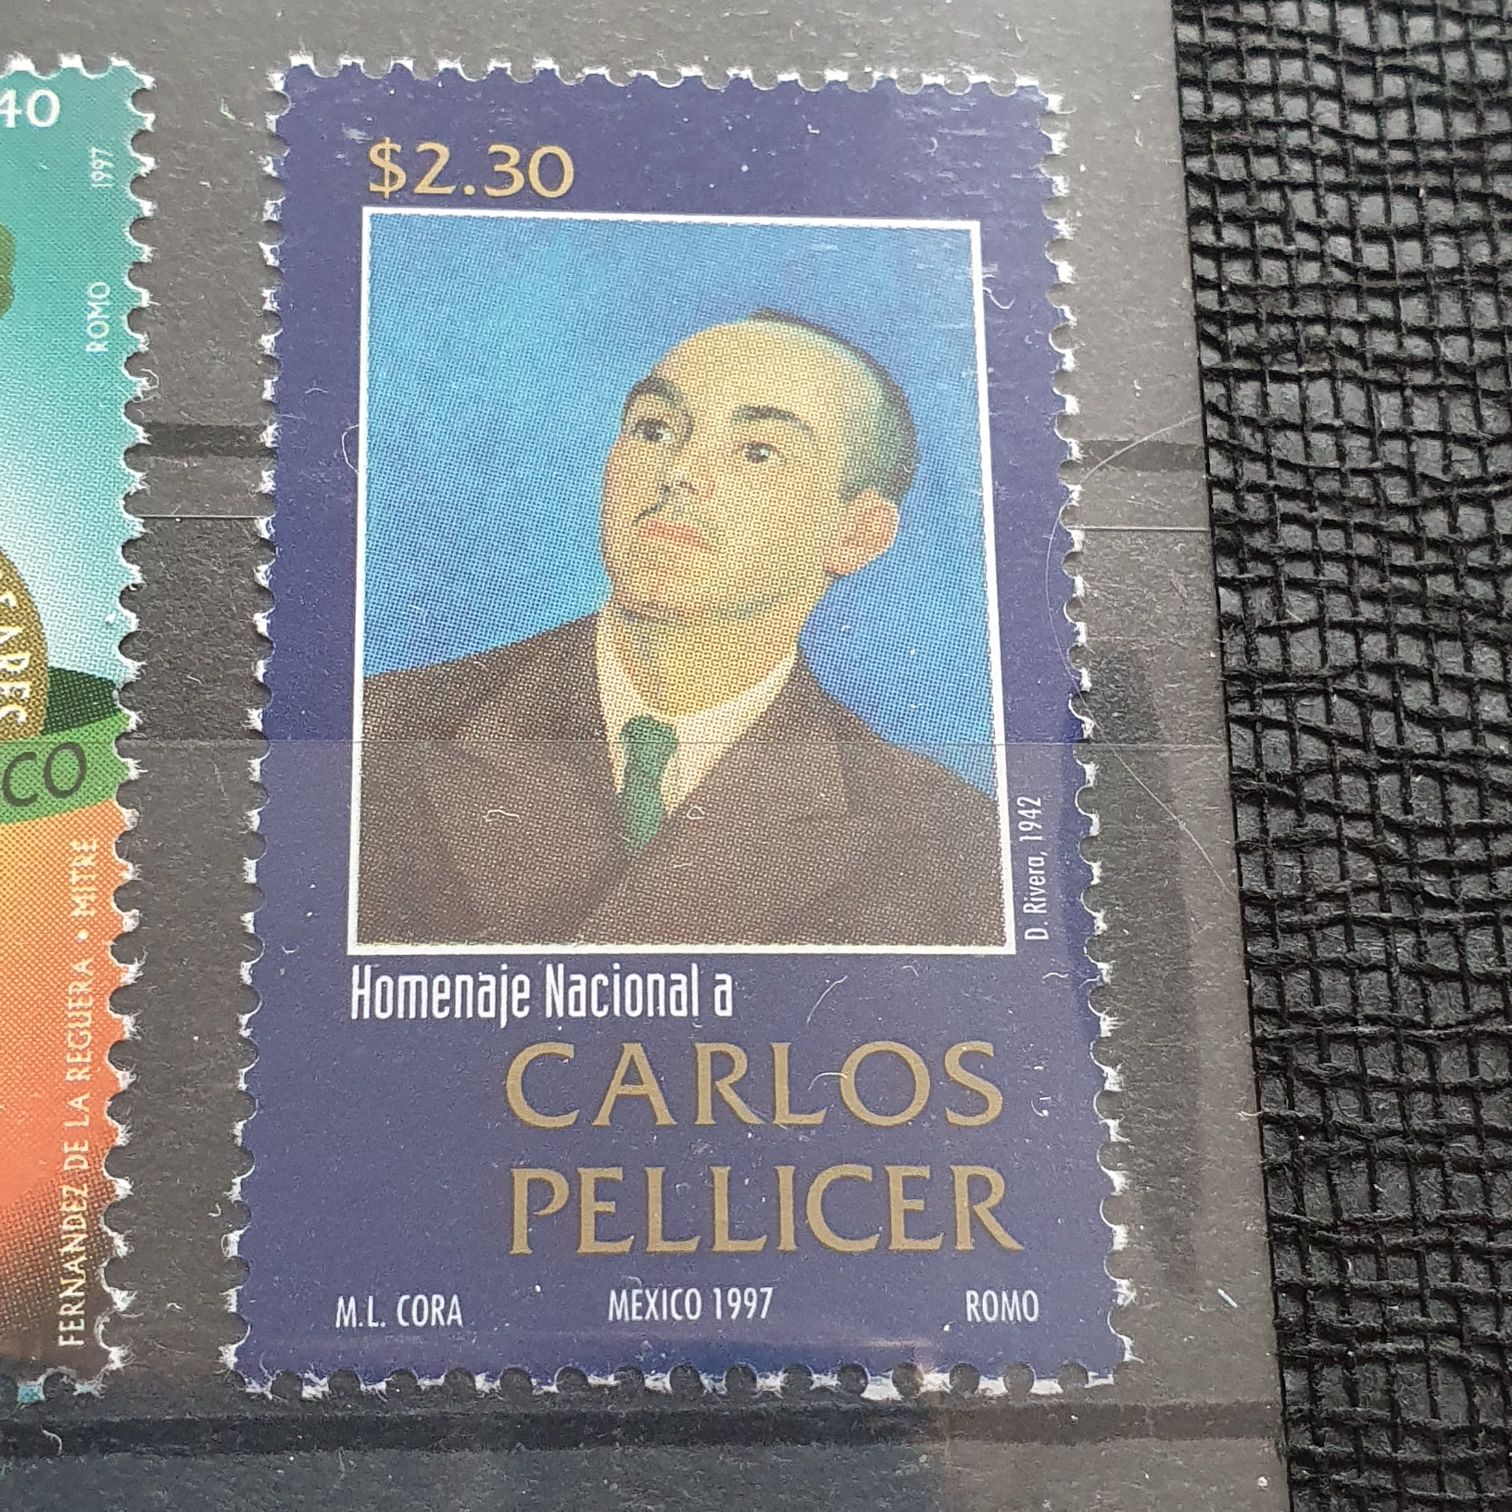 40
1997
ROMO
CO
FERNANDEZ DE LA REGUERA • MITRE
$2.30
D. Rivera, 1942
Homenaje Nacional a
CARLOS
PELLICER
M.L. CORA MEXICO 1997 ROMO